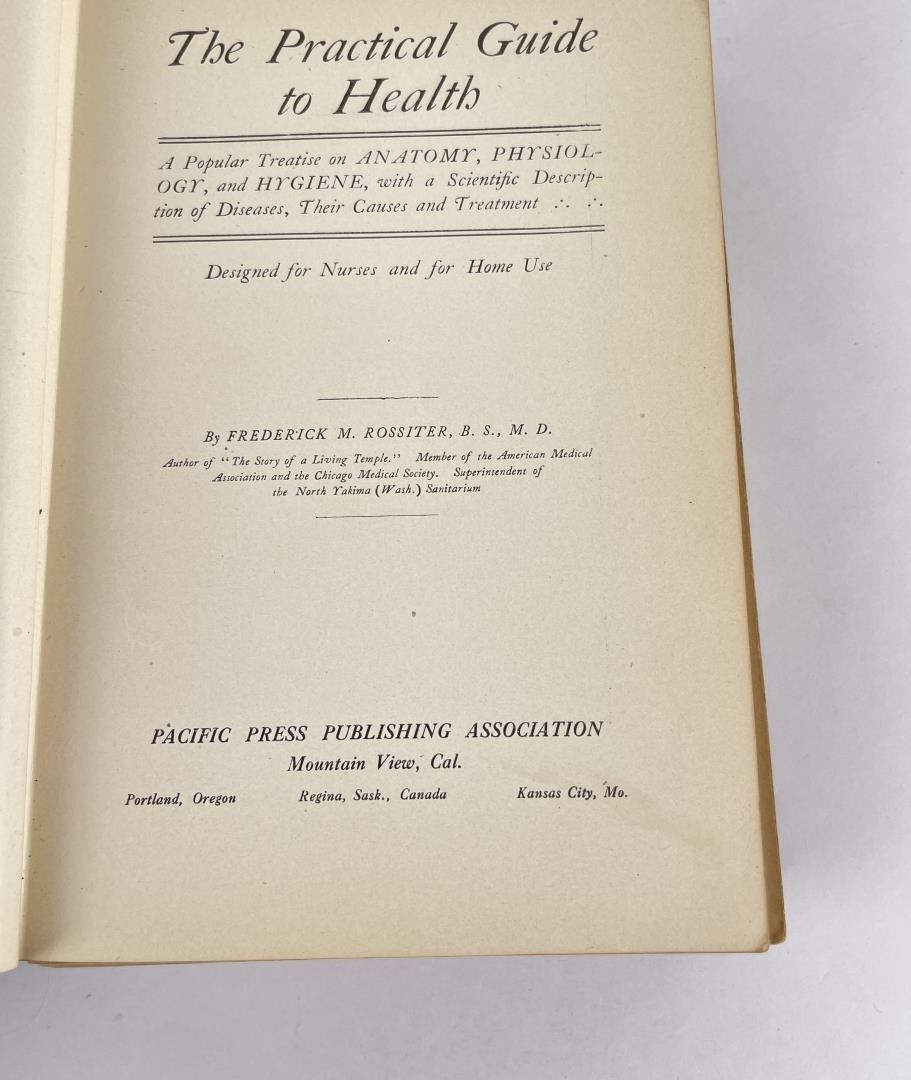 The Practical Guide
to Health
A Popular Treatise on ANATOMY, PHYSIOL-
OGY, and HYGIENE, with a Scientific Descrip-
tion of Diseases, Their Causes and Treatment ∴ ∴
Designed for Nurses and for Home Use
By FREDERICK M. ROSSITER, B. S., M. D.
Author of “The Story of a Living Temple.” Member of the American Medical
Association and the Chicago Medical Society. Superintendent of
the North Yakima (Wash.) Sanitarium
PACIFIC PRESS PUBLISHING ASSOCIATION
Mountain View, Cal.
Portland, Oregon Regina, Sask., Canada Kansas City, Mo.